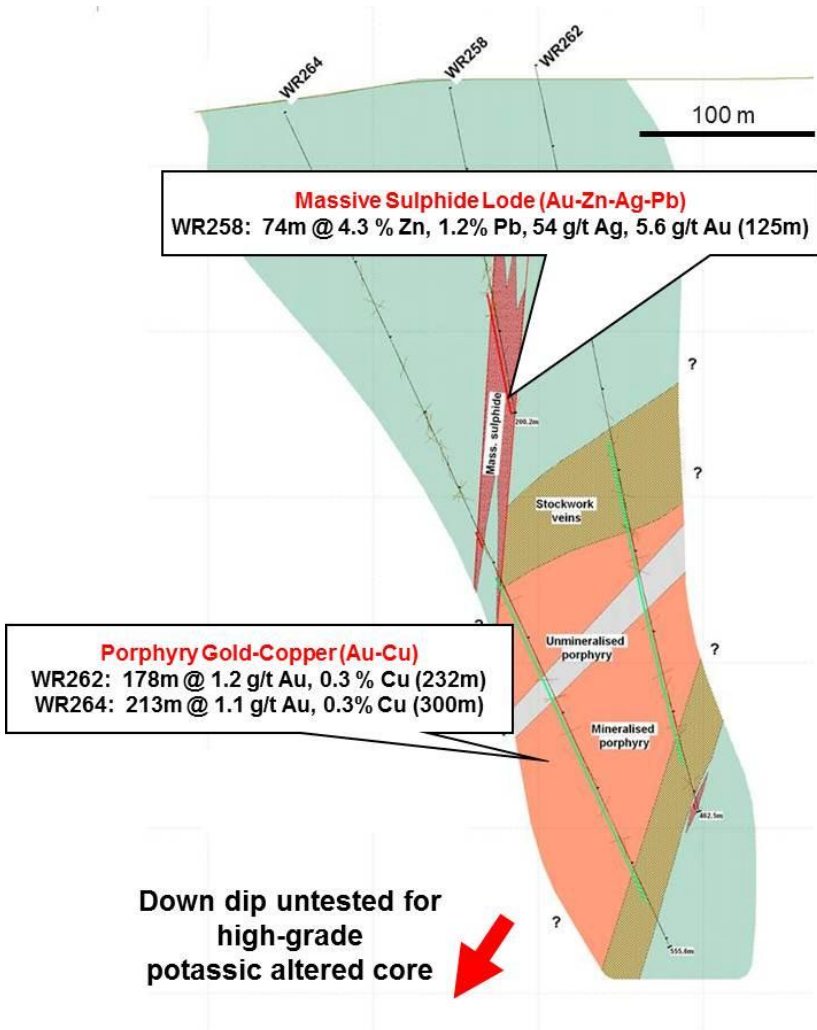 WR264
WR258
WR262
100 m
Massive Sulphide Lode (Au-Zn-Ag-Pb)
WR258: 74m @ 4.3 % Zn, 1.2% Pb, 54 g/t Ag, 5.6 g/t Au (125m)
?
Mass. sulphide
200.2m
?
Stockwork
veins
?
Unmineralised
porphyry
?
Porphyry Gold-Copper (Au-Cu)
WR262: 178m @ 1.2 g/t Au, 0.3 % Cu (232m)
WR264: 213m @ 1.1 g/t Au, 0.3% Cu (300m)
Mineralised
porphyry
462.5m
Down dip untested for
high-grade
potassic altered core
?
555.6m